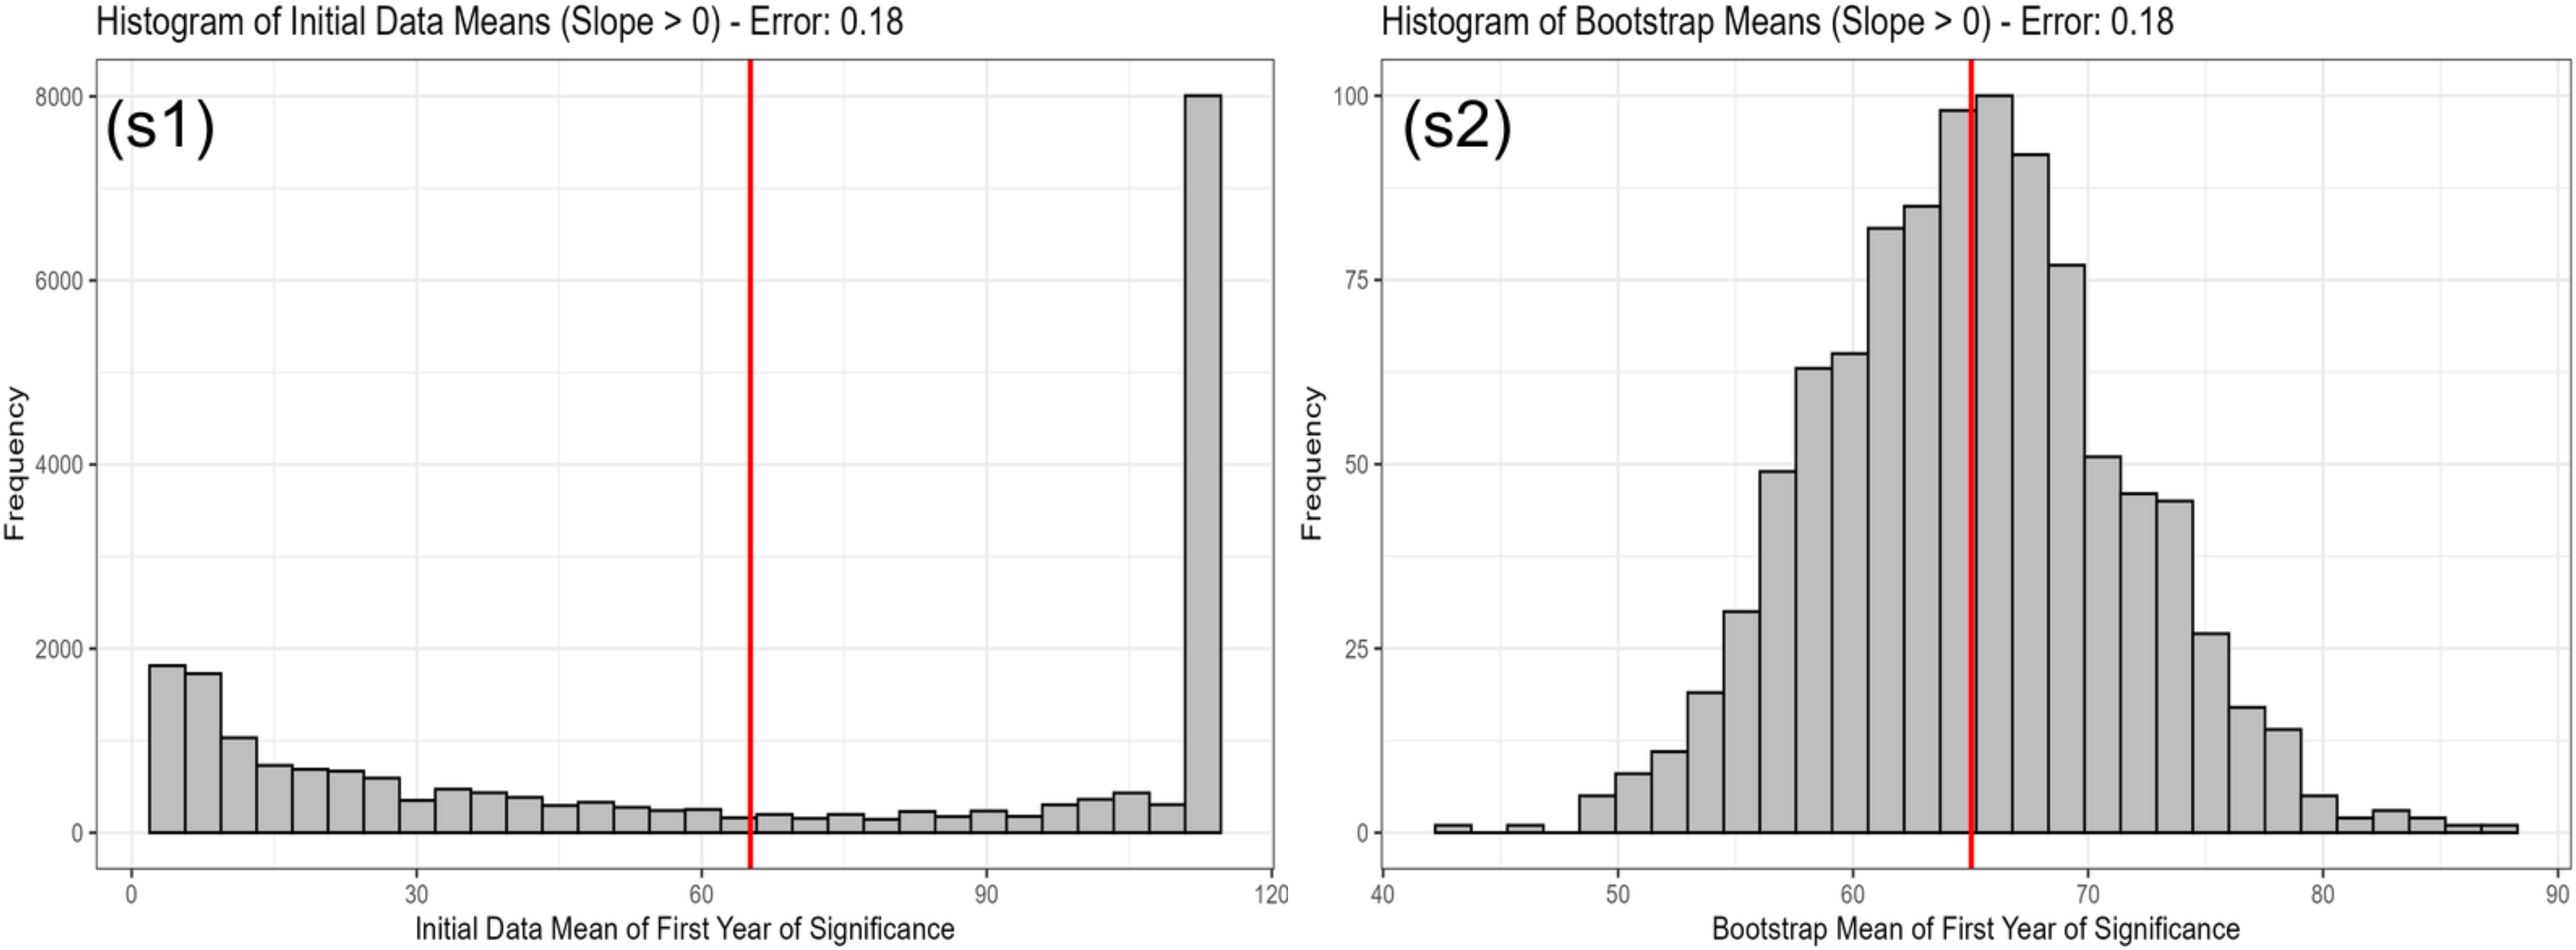 Histogram of Initial Data Means (Slope > 0) - Error: 0.18
(s1)
8000
6000
4000
2000
0
Frequency
0 30 60 90 120
Initial Data Mean of First Year of Significance
Histogram of Bootstrap Means (Slope > 0) - Error: 0.18
(s2)
100
75
50
25
0
Frequency
40 50 60 70 80 90
Bootstrap Mean of First Year of Significance